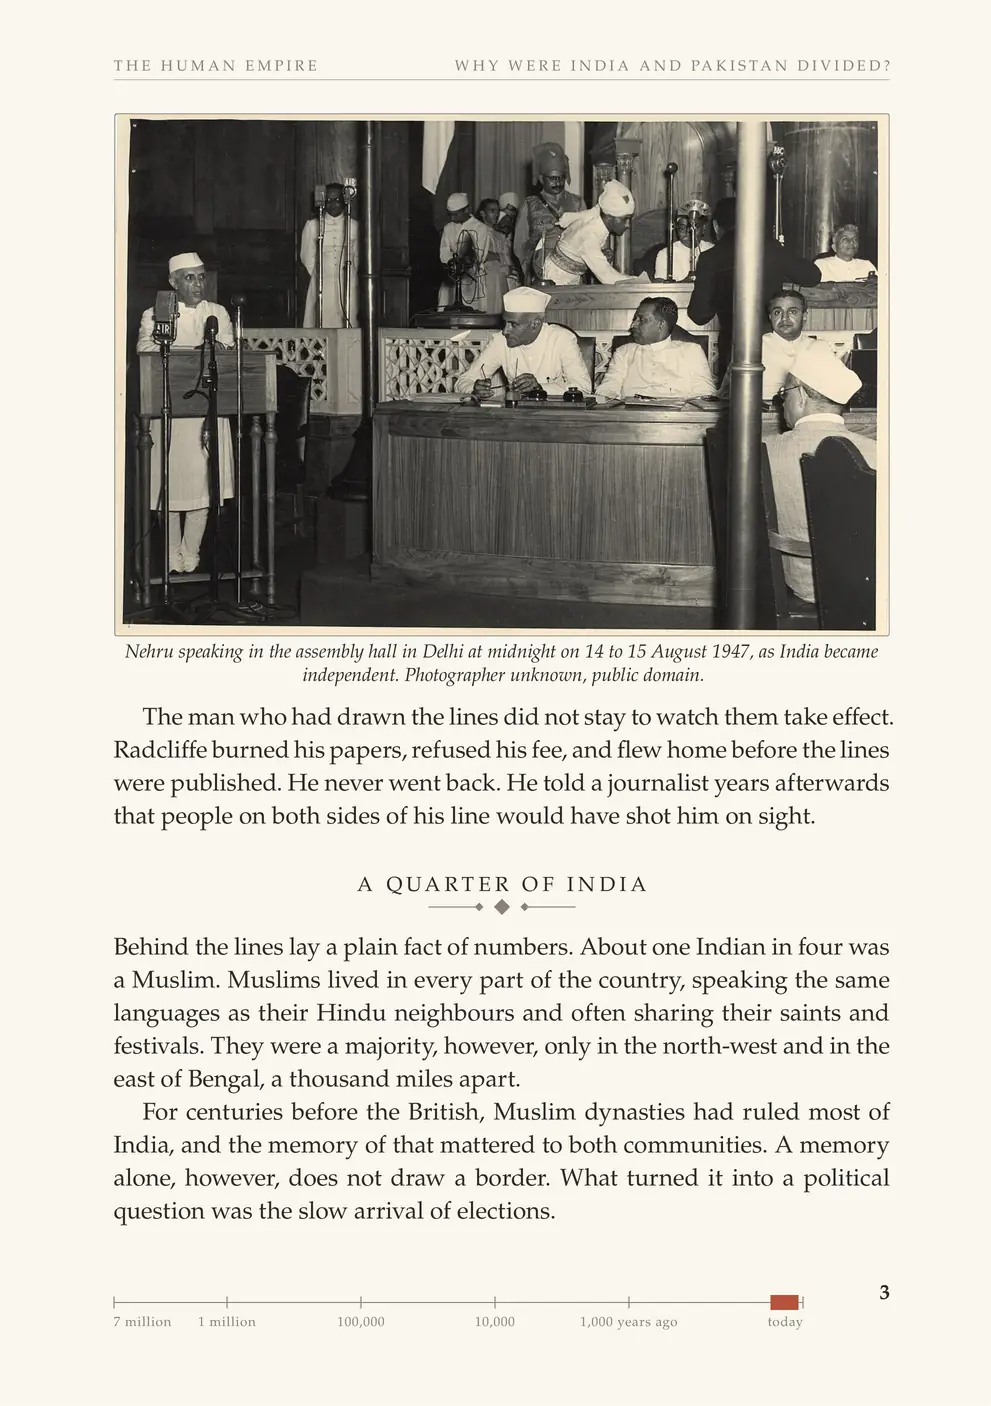 THE HUMAN EMPIRE
WHY WERE INDIA AND PAKISTAN DIVIDED?
AIR
AIR
ABC
Nehru speaking in the assembly hall in Delhi at midnight on 14 to 15 August 1947, as India became
independent. Photographer unknown, public domain.
The man who had drawn the lines did not stay to watch them take effect.
Radcliffe burned his papers, refused his fee, and flew home before the lines
were published. He never went back. He told a journalist years afterwards
that people on both sides of his line would have shot him on sight.
A QUARTER OF INDIA
Behind the lines lay a plain fact of numbers. About one Indian in four was
a Muslim. Muslims lived in every part of the country, speaking the same
languages as their Hindu neighbours and often sharing their saints and
festivals. They were a majority, however, only in the north-west and in the
east of Bengal, a thousand miles apart.
For centuries before the British, Muslim dynasties had ruled most of
India, and the memory of that mattered to both communities. A memory
alone, however, does not draw a border. What turned it into a political
question was the slow arrival of elections.
3
7 million 1 million 100,000 10,000 1,000 years ago today